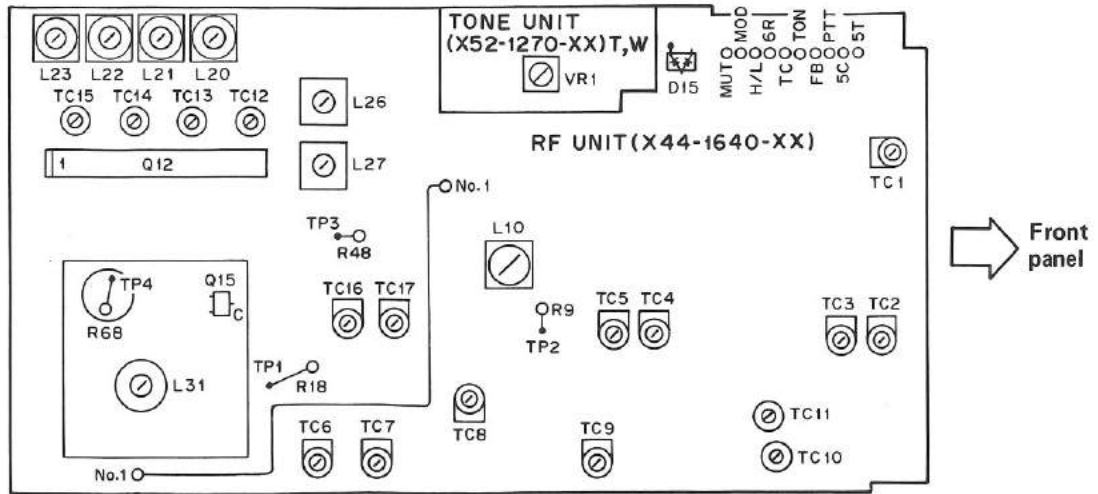 TONE UNIT
(X52-1270-XX)T,W
VR1
D15
MUT
MOD
H/L
6R
TC
TON
FB
PTT
5C
5T
L23 L22 L21 L20
TC15 TC14 TC13 TC12
L26
RF UNIT(X44-1640-XX)
1 Q12
L27
TC1
No.1
TP3
R48
L10
Front
panel
TP4
Q15
C
R68
TC16 TC17
R9
TP2
TC5 TC4
TC3 TC2
TP1
R18
L31
TC8
TC11
TC6 TC7
TC9
TC10
No.1